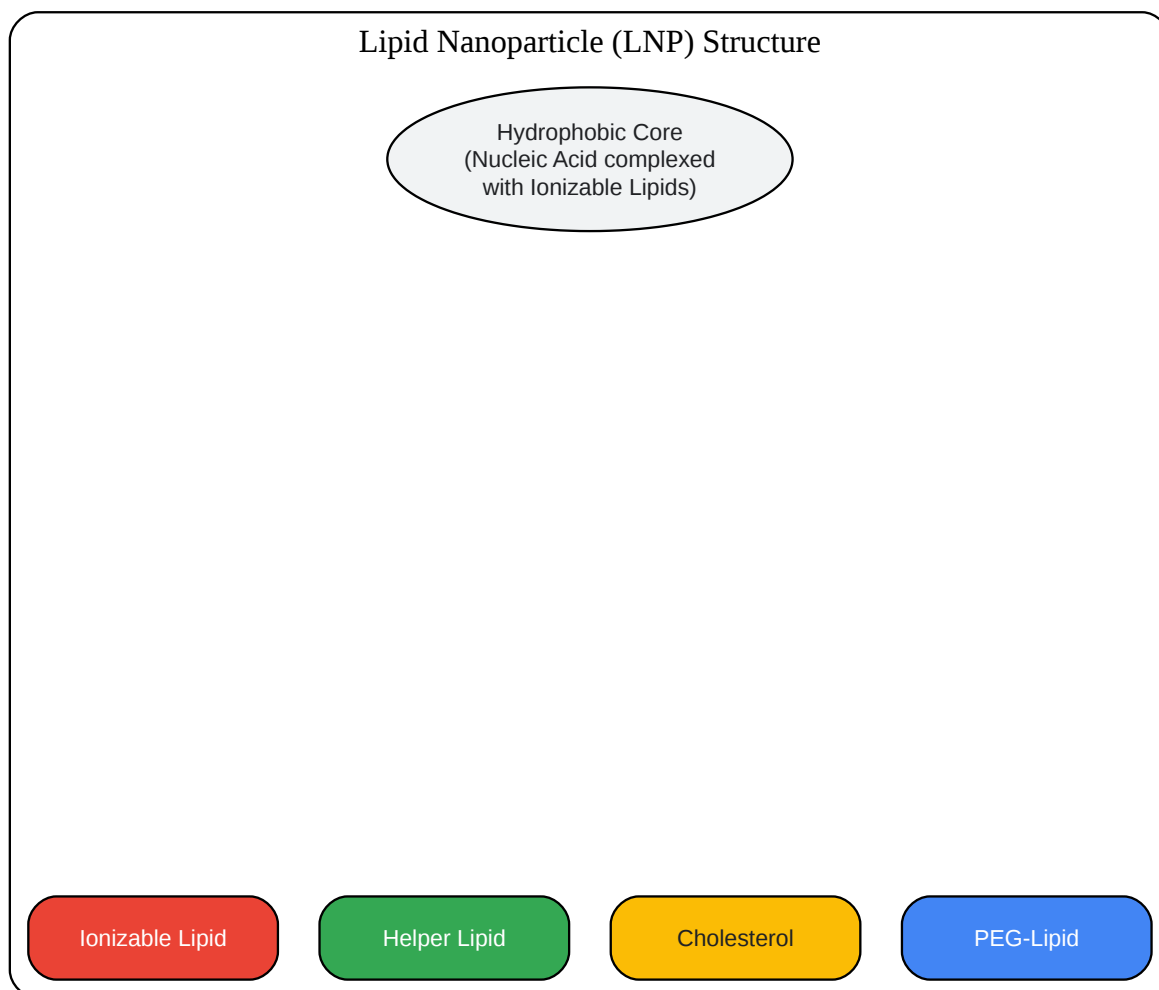 Lipid Nanoparticle (LNP) Structure
Hydrophobic Core
(Nucleic Acid complexed
with Ionizable Lipids)
Ionizable Lipid
Helper Lipid
Cholesterol
PEG-Lipid